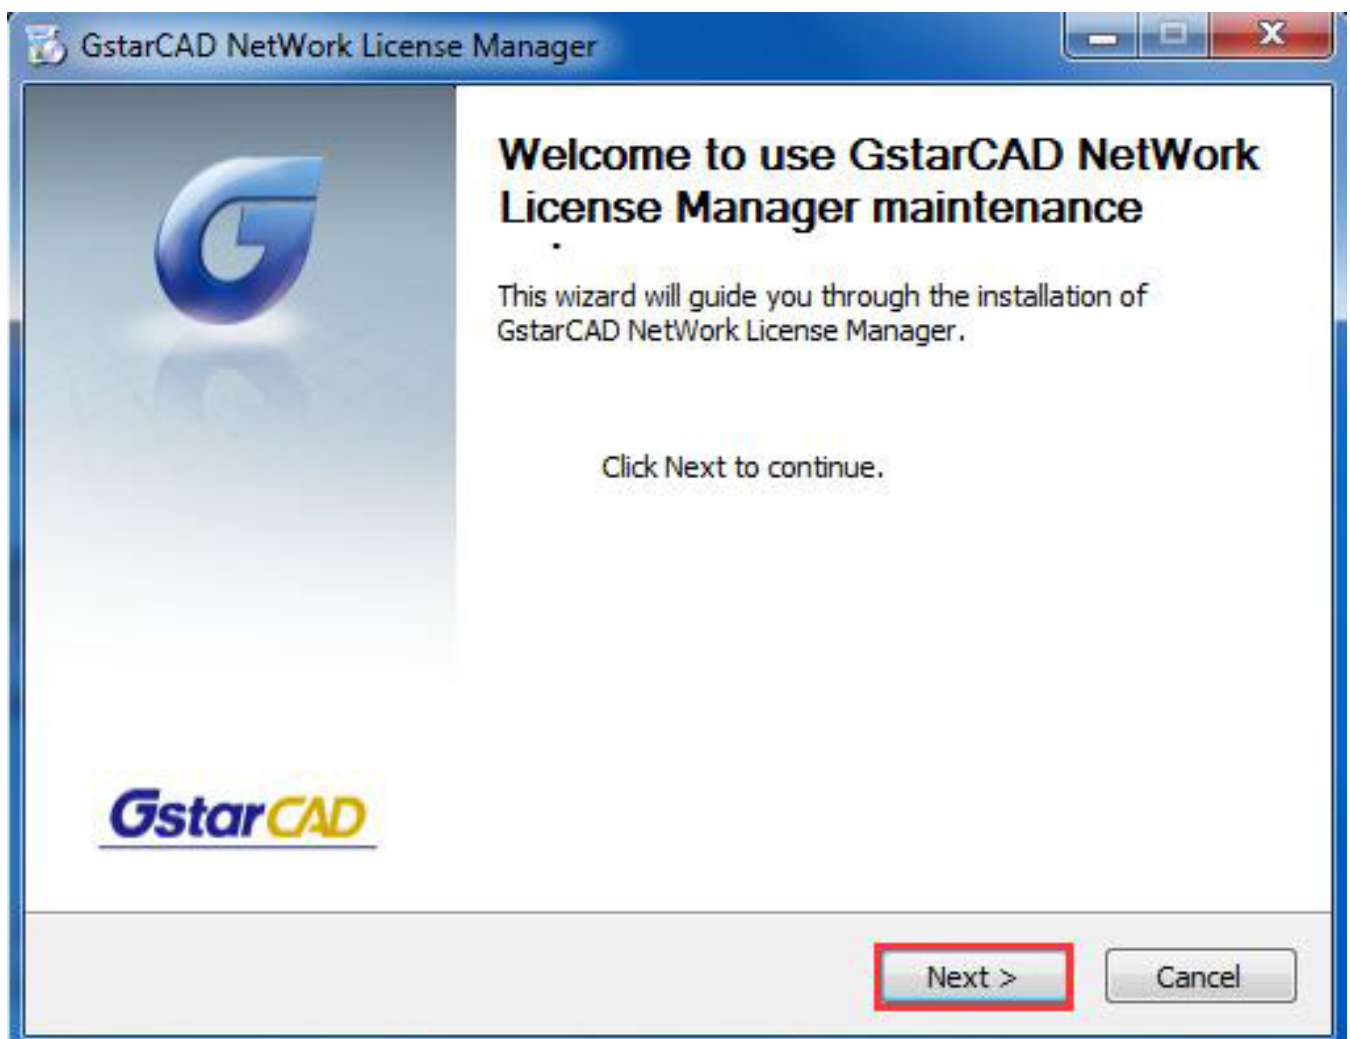 GstarCAD NetWork License Manager
Welcome to use GstarCAD NetWork
License Manager maintenance
This wizard will guide you through the installation of
GstarCAD NetWork License Manager.
Click Next to continue.
GstarCAD
Next >
Cancel